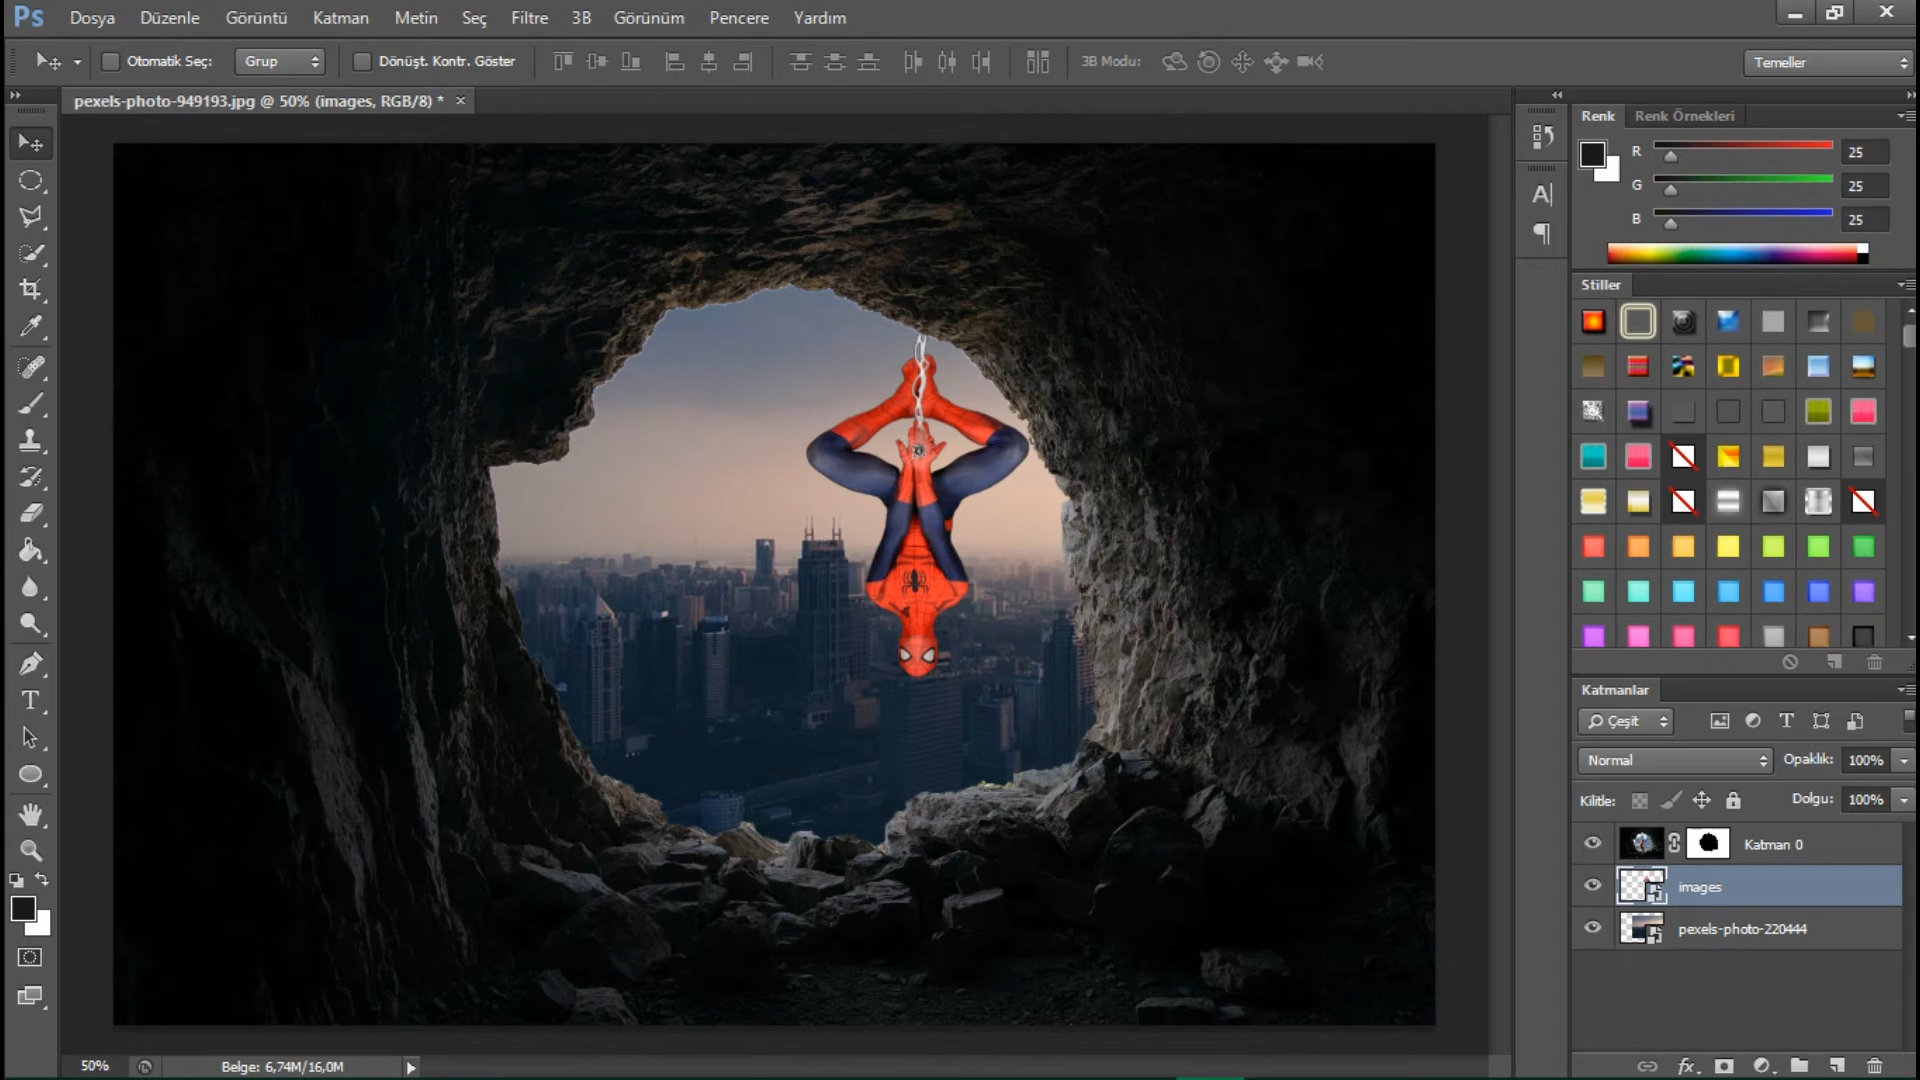 Ps Dosya Düzenle Görüntü Katman Metin Seç Filtre 3B Görünüm Pencere Yardım
Otomatik Seç: Grup Dönüşt. Kontr. Göster 3B Modu: Temeller
pexels-photo-949193.jpg @ 50% (images, RGB/8) * ×
Renk Renk Örnekleri
R 25
G 25
B 25
Stiller
Katmanlar
Çeşit
Normal Opaklık: 100%
Kilitle: Dolgu: 100%
Katman 0
images
pexels-photo-220444
50% Belge: 6,74M/16,0M